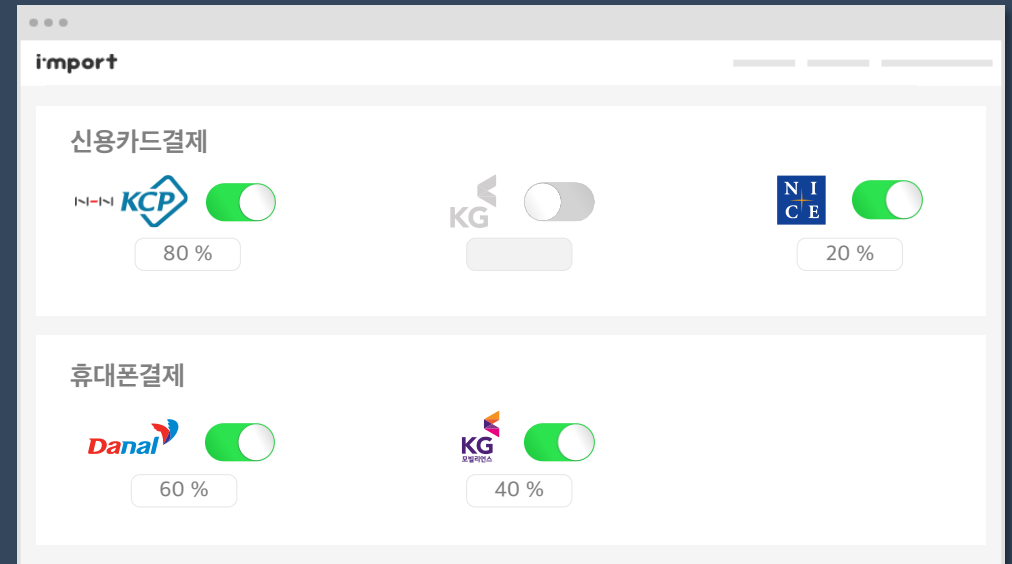 i'mport
신용카드결제
NHN KCP
KG
NICE
80 %
20 %
휴대폰결제
Danal
KG
모빌리언스
60 %
40 %